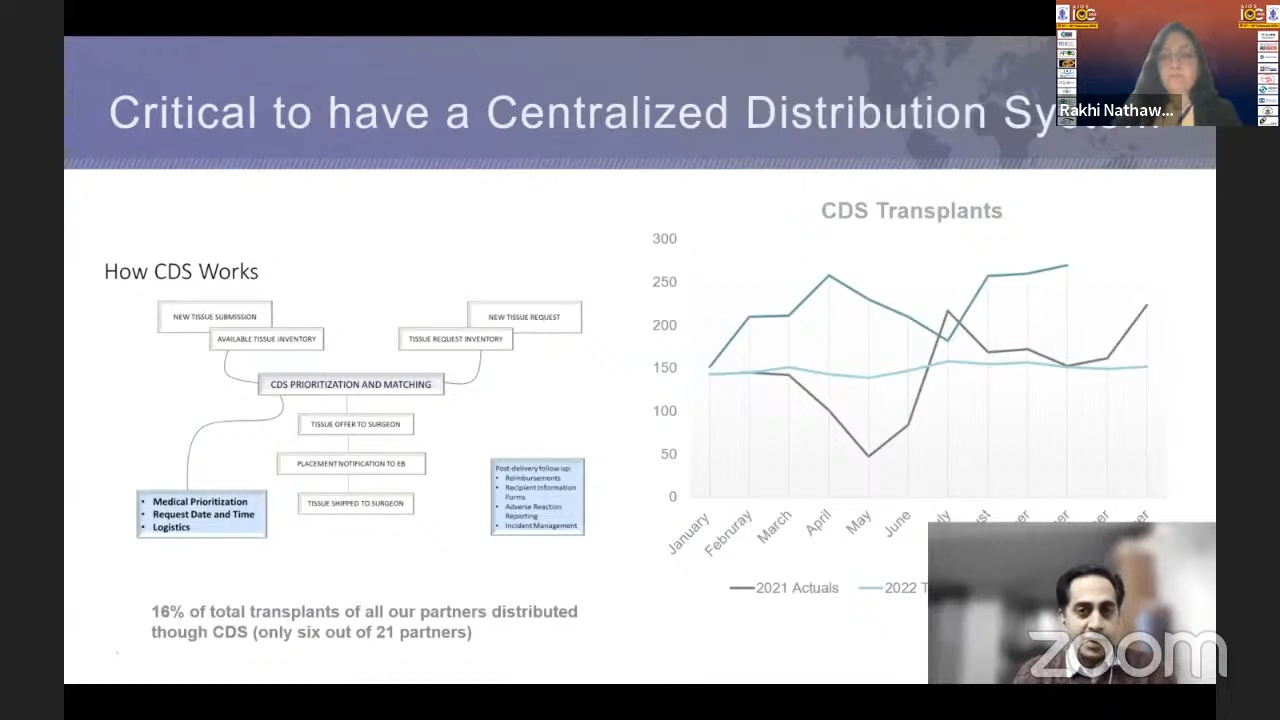 Critical to have a Centralized Distribution
Rakhi Nathaw...
How CDS Works
NEW TISSUE SUBMISSION
AVAILABLE TISSUE INVENTORY
NEW TISSUE REQUEST
TISSUE REQUEST INVENTORY
CDS PRIORITIZATION AND MATCHING
TISSUE OFFER TO SURGEON
PLACEMENT NOTIFICATION TO EB
TISSUE SHIPPED TO SURGEON
• Medical Prioritization
• Request Date and Time
• Logistics
Post-delivery follow up:
• Reimbursements
• Recipient Information
Forms
• Adverse Reaction
Reporting
• Incident Management
16% of total transplants of all our partners distributed
though CDS (only six out of 21 partners)
CDS Transplants
300
250
200
150
100
50
0
January
Februray
March
April
May
June
2021 Actuals
2022
zoom